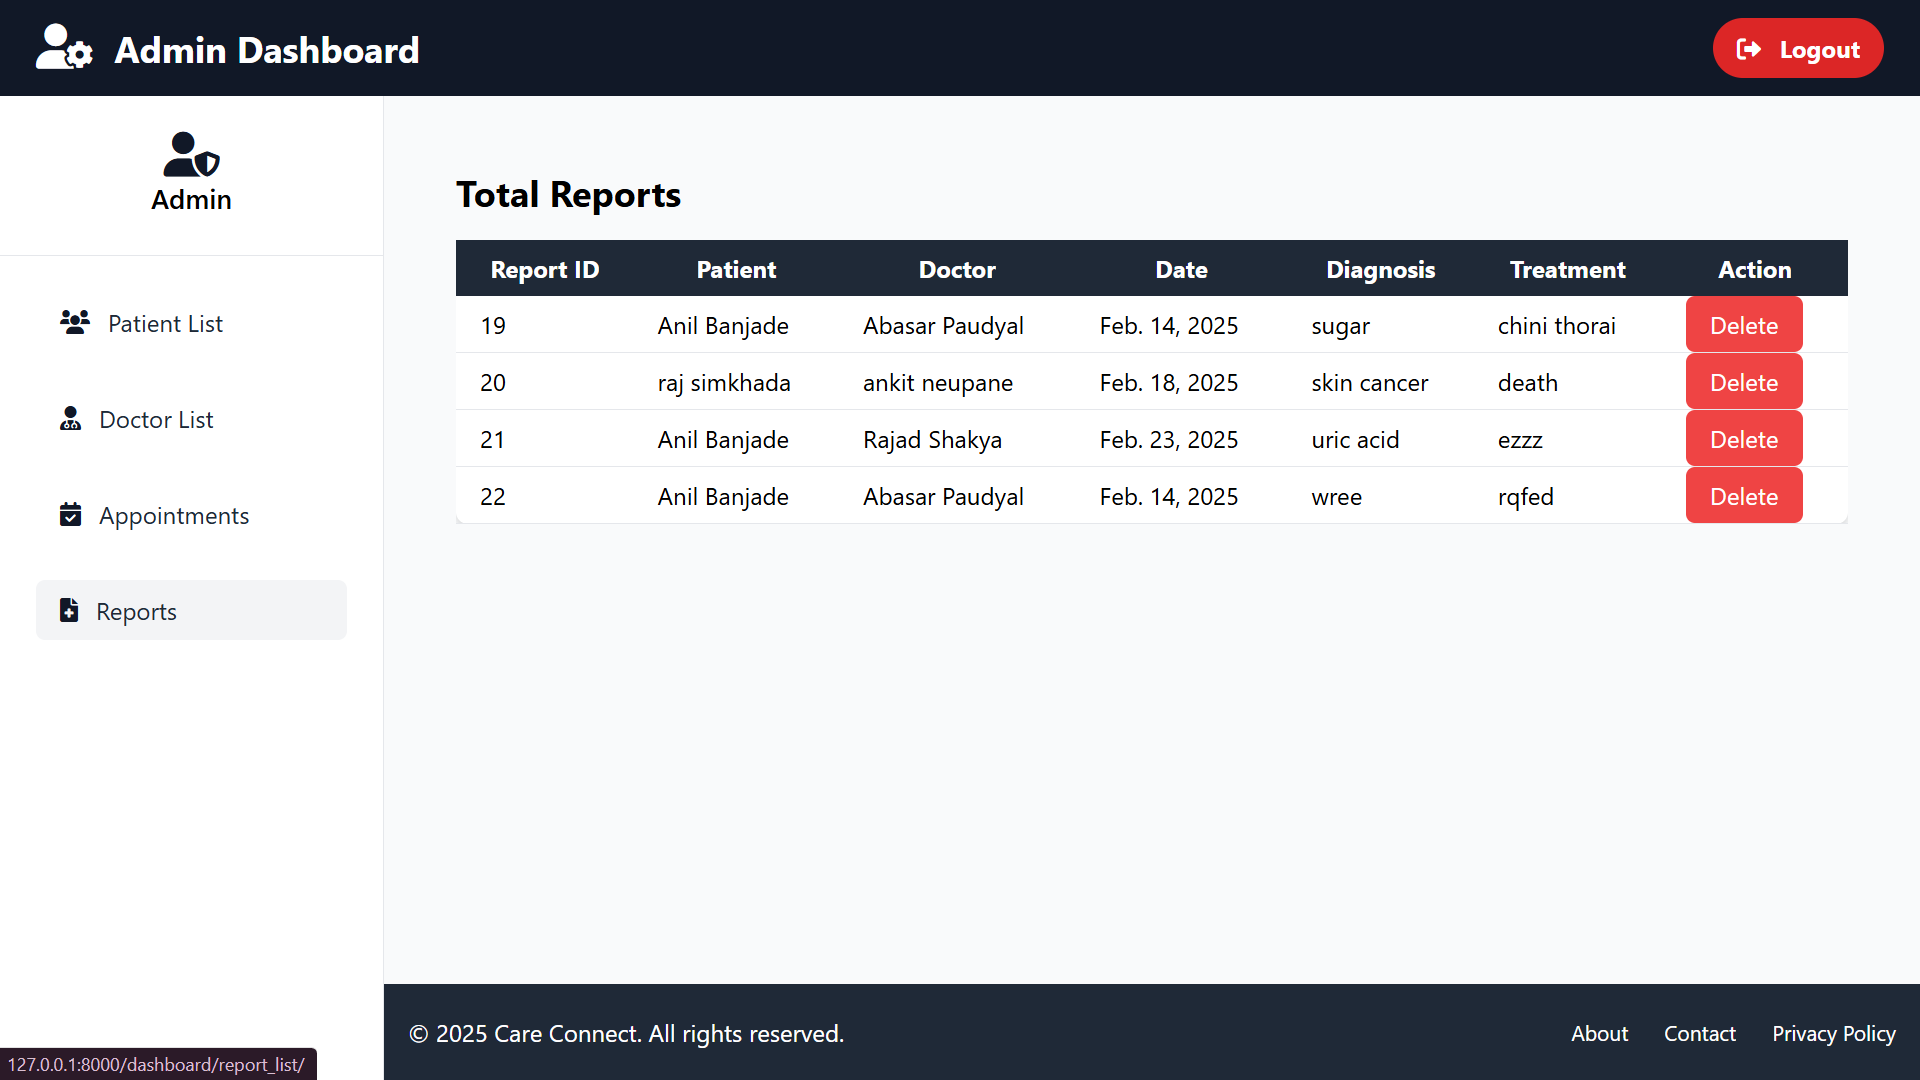 Admin Dashboard
Logout
Admin
Patient List
Doctor List
Appointments
Reports
Total Reports
Report ID Patient Doctor Date Diagnosis Treatment Action
19 Anil Banjade Abasar Paudyal Feb. 14, 2025 sugar chini thorai Delete
20 raj simkhada ankit neupane Feb. 18, 2025 skin cancer death Delete
21 Anil Banjade Rajad Shakya Feb. 23, 2025 uric acid ezzz Delete
22 Anil Banjade Abasar Paudyal Feb. 14, 2025 wree rqfed Delete
© 2025 Care Connect. All rights reserved.
About Contact Privacy Policy
127.0.0.1:8000/dashboard/report_list/